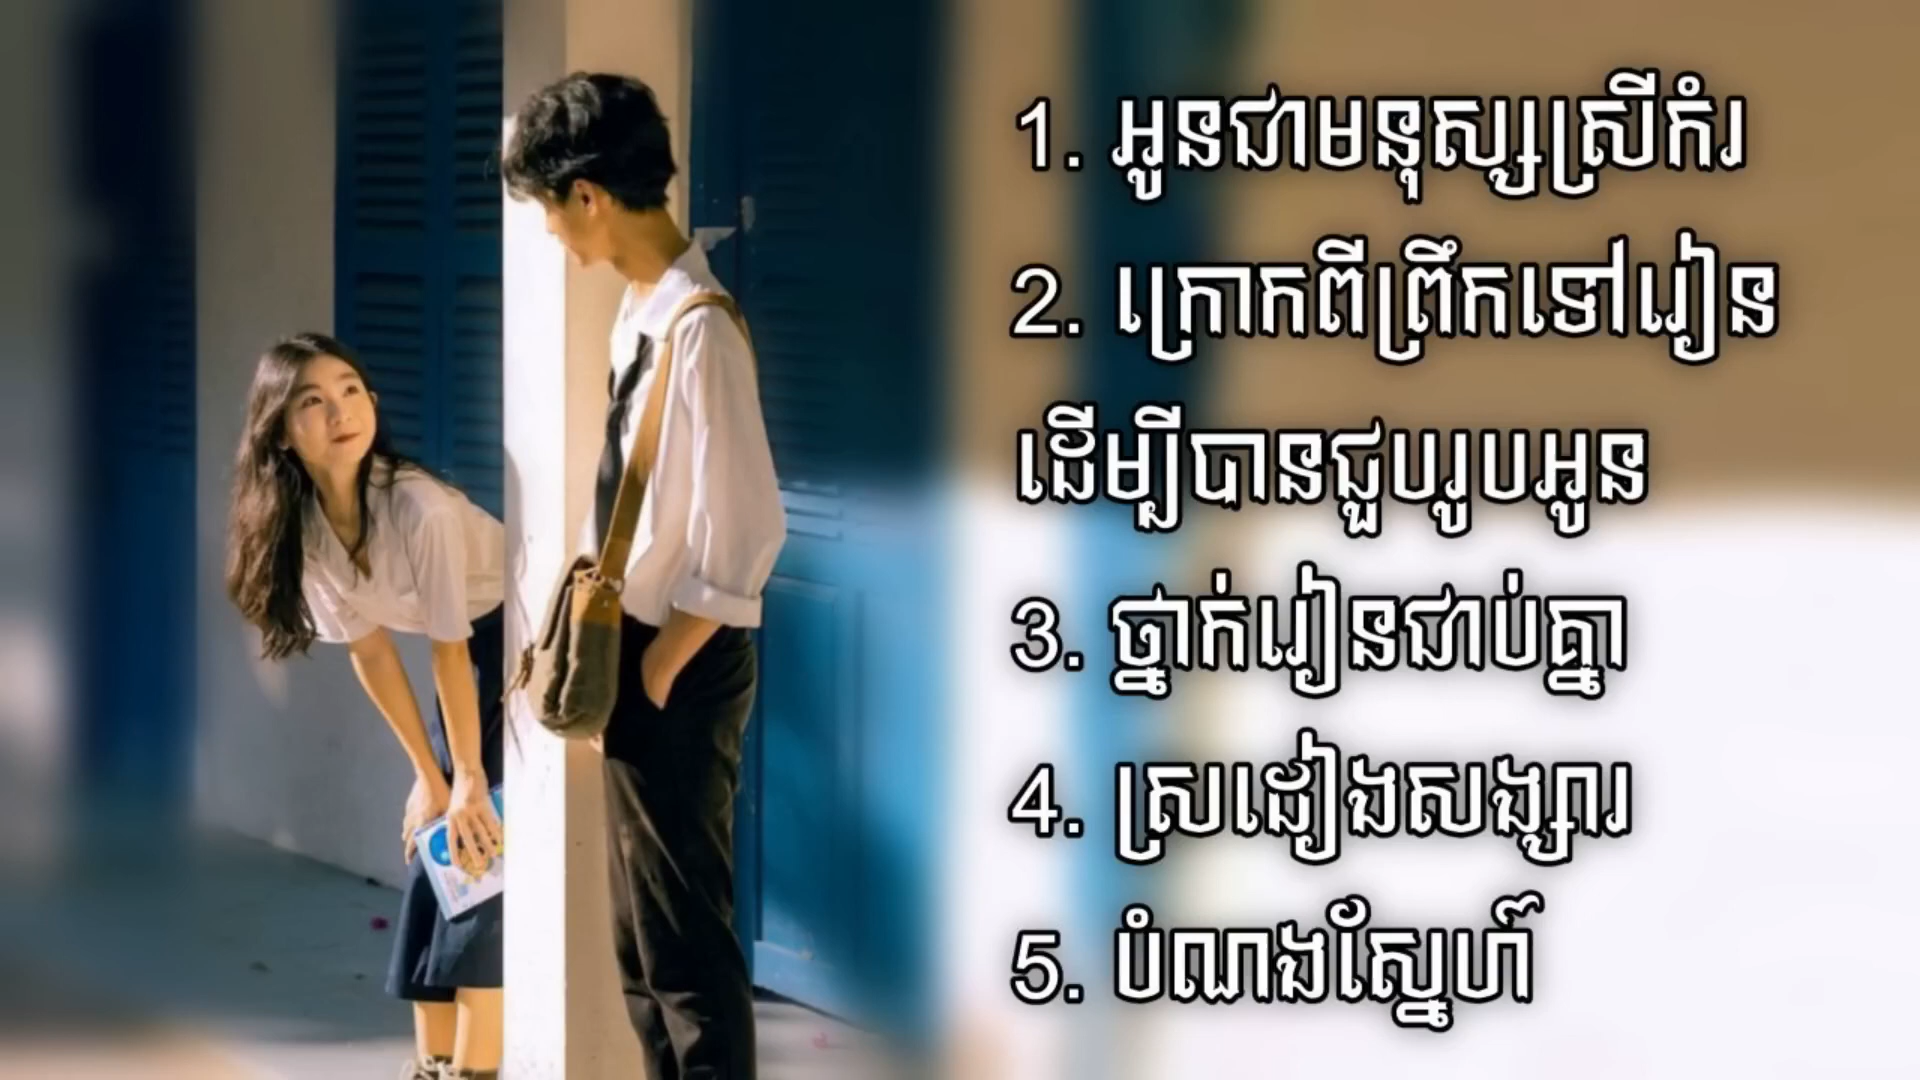 1. អូនជាមនុស្សស្រីកំរ
2. ក្រោកពីព្រឹកទៅរៀន
ដើម្បីបានជួបរូបអូន
3. ថ្នាក់រៀនជាប់គ្នា
4. ស្រដៀងសង្សារ
5. បំណងស្នេហ៍